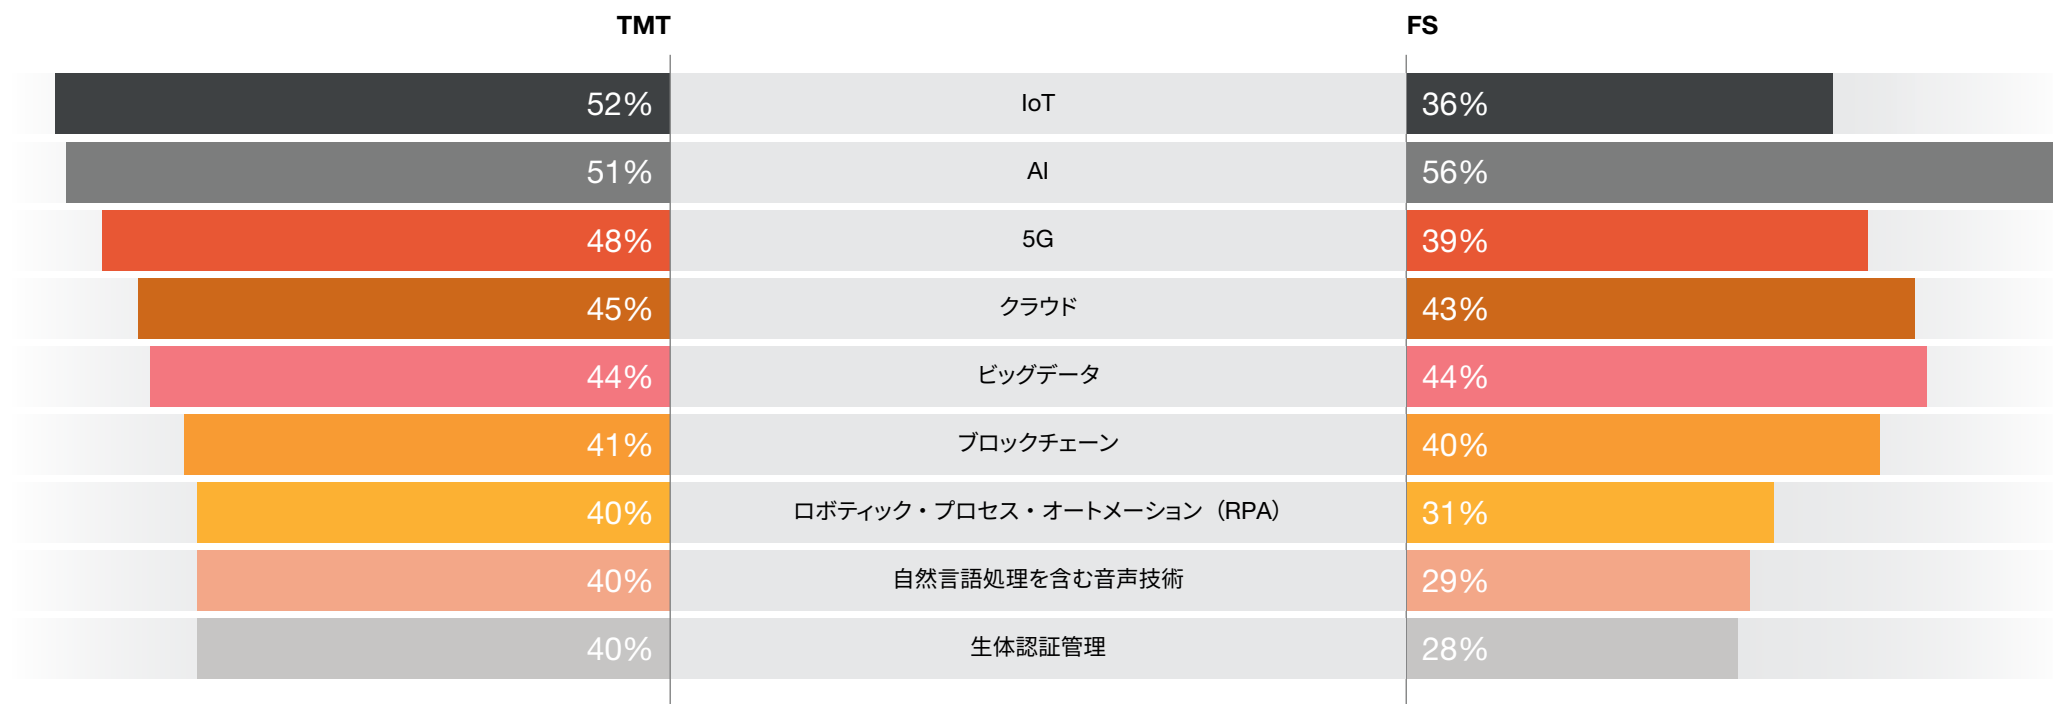 TMT FS
52% IoT 36%
51% AI 56%
48% 5G 39%
45% クラウド 43%
44% ビッグデータ 44%
41% ブロックチェーン 40%
40% ロボティック・プロセス・オートメーション（RPA） 31%
40% 自然言語処理を含む音声技術 29%
40% 生体認証管理 28%